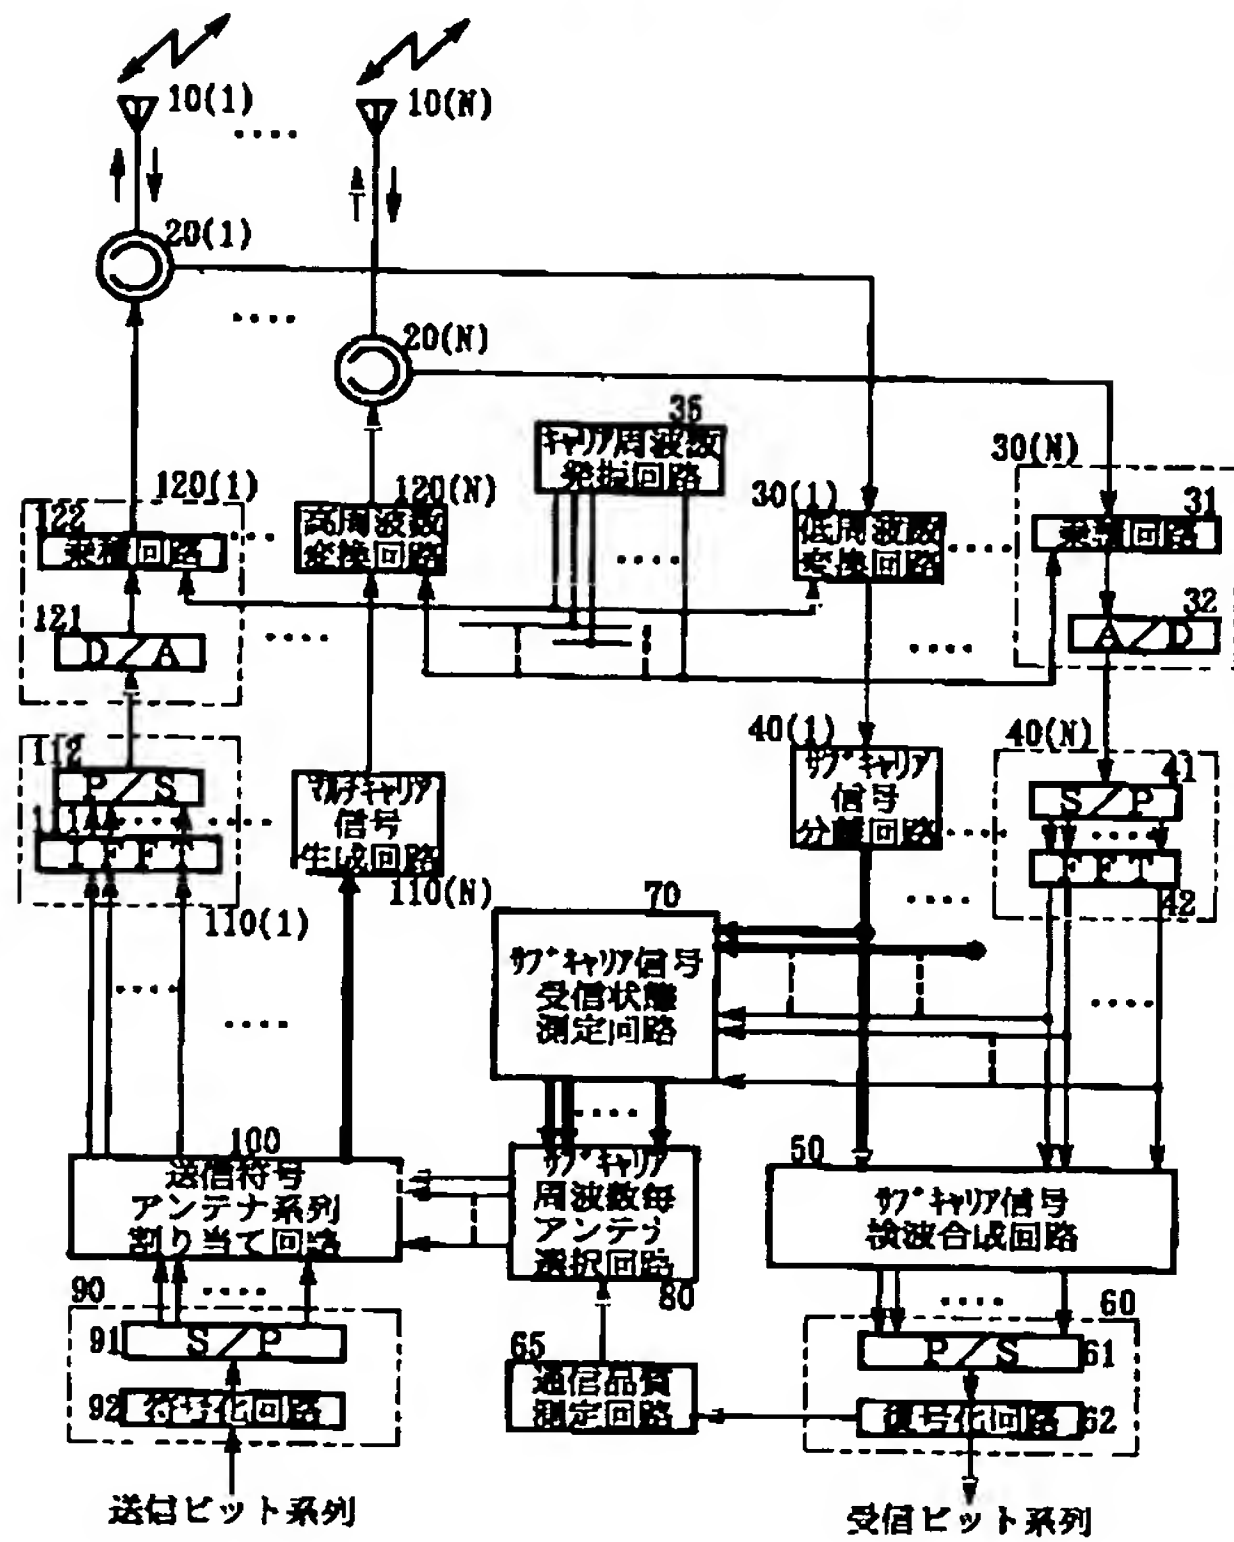 10(1)
10(N)
20(1)
20(N)
35
キャリア周波数
発振回路
30(1)
低周波数
変換回路
30(N)
31
乗積回路
32
A／D
120(1)
122
乗積回路
121
D／A
120(N)
高周波数
変換回路
112
P／S
111
IFFT
110(1)
マルチキャリア
信号
生成回路
110(N)
40(1)
サブキャリア
信号
分離回路
40(N)
41
S／P
FFT
42
70
サブキャリア信号
受信状態
測定回路
100
送信符号
アンテナ系列
割り当て回路
サブキャリア
周波数毎
アンテナ
選択回路
80
50
サブキャリア信号
検波合成回路
90
91
S／P
92
符号化回路
65
通信品質
測定回路
60
P／S
61
復号化回路
62
送信ビット系列
受信ビット系列